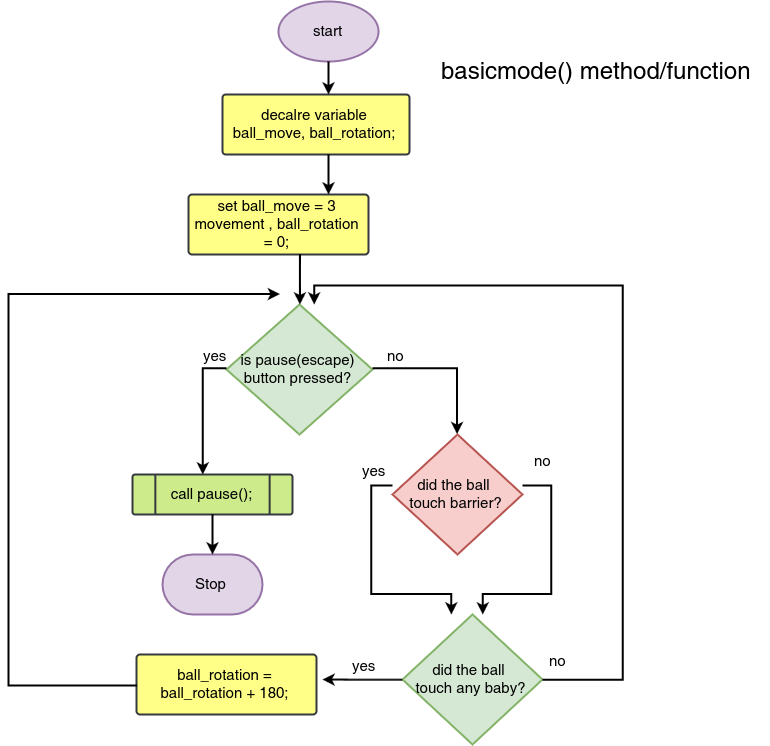 start
basicmode() method/function
decalre variable
ball_move, ball_rotation;
set ball_move = 3
movement , ball_rotation
= 0;
yes
is pause(escape)
button pressed?
no
yes
did the ball
touch barrier?
no
call pause();
Stop
ball_rotation =
ball_rotation + 180;
yes
did the ball
touch any baby?
no